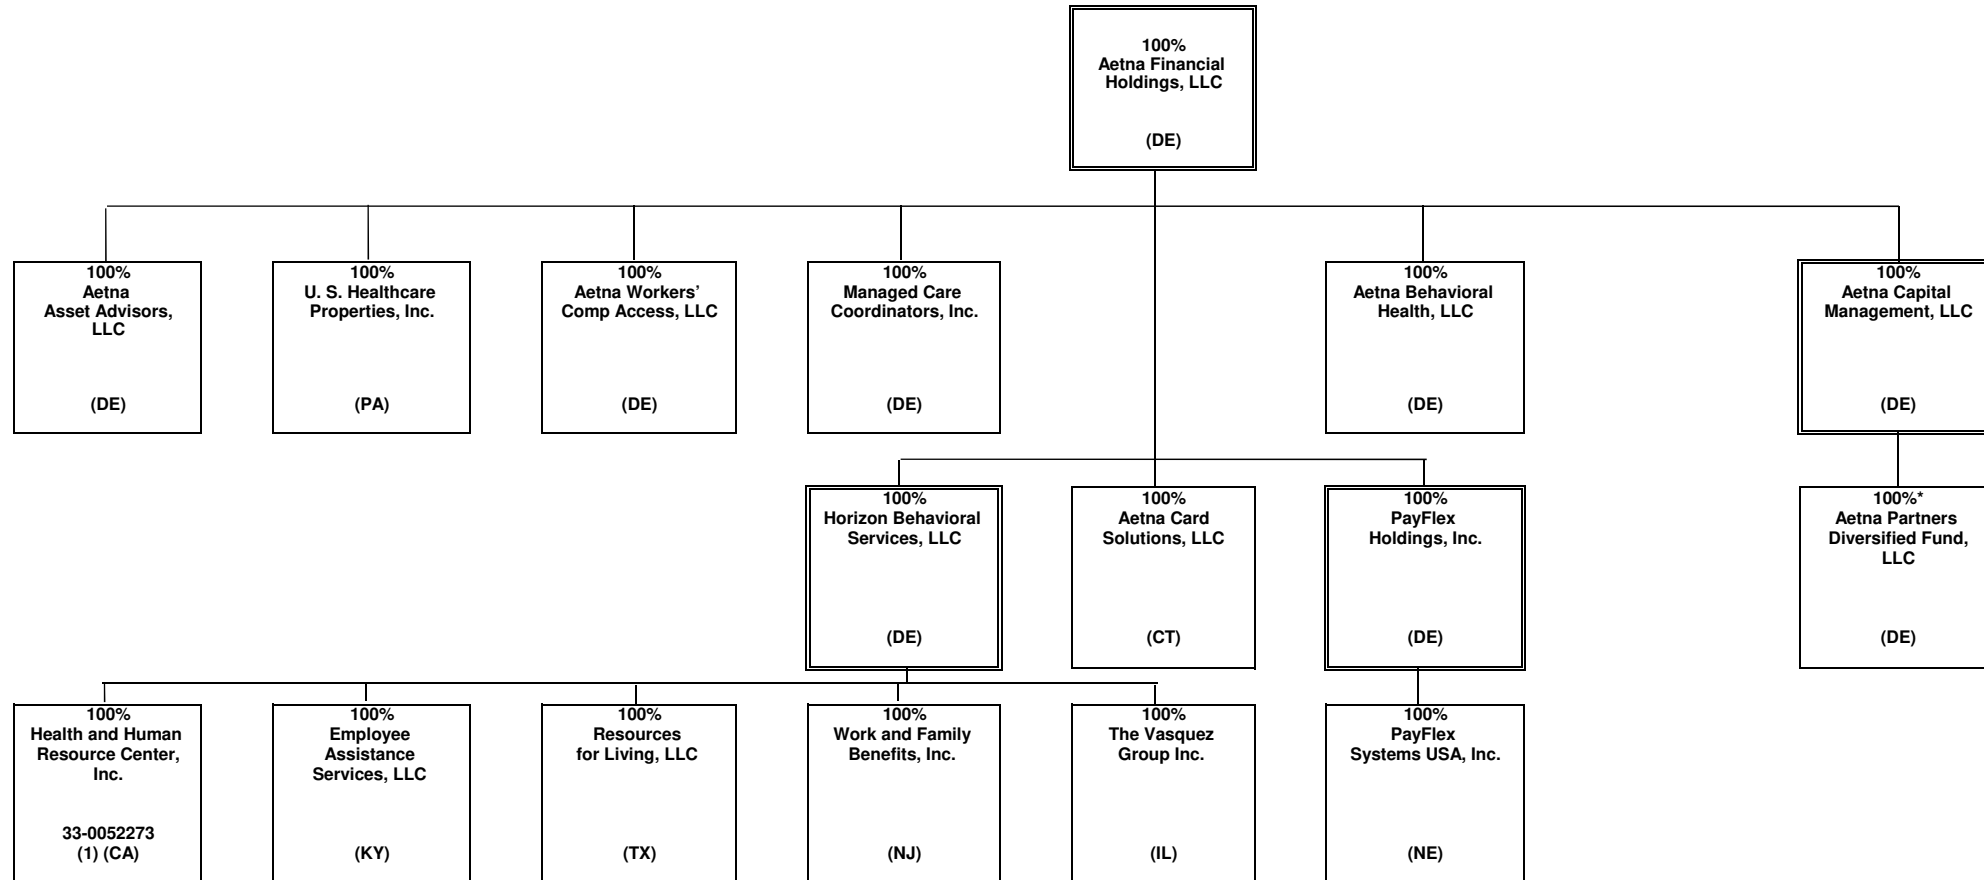 100%
Aetna Financial
Holdings, LLC
(DE)
100%
Aetna
Asset Advisors,
LLC
(DE)
100%
U. S. Healthcare
Properties, Inc.
(PA)
100%
Aetna Workers’
Comp Access, LLC
(DE)
100%
Managed Care
Coordinators, Inc.
(DE)
100%
Aetna Behavioral
Health, LLC
(DE)
100%
Aetna Capital
Management, LLC
(DE)
100%
Horizon Behavioral
Services, LLC
(DE)
100%
Aetna Card
Solutions, LLC
(CT)
100%
PayFlex
Holdings, Inc.
(DE)
100%*
Aetna Partners
Diversified Fund,
LLC
(DE)
100%
Health and Human
Resource Center,
Inc.
33-0052273
(1) (CA)
100%
Employee
Assistance
Services, LLC
(KY)
100%
Resources
for Living, LLC
(TX)
100%
Work and Family
Benefits, Inc.
(NJ)
100%
The Vasquez
Group Inc.
(IL)
100%
PayFlex
Systems USA, Inc.
(NE)